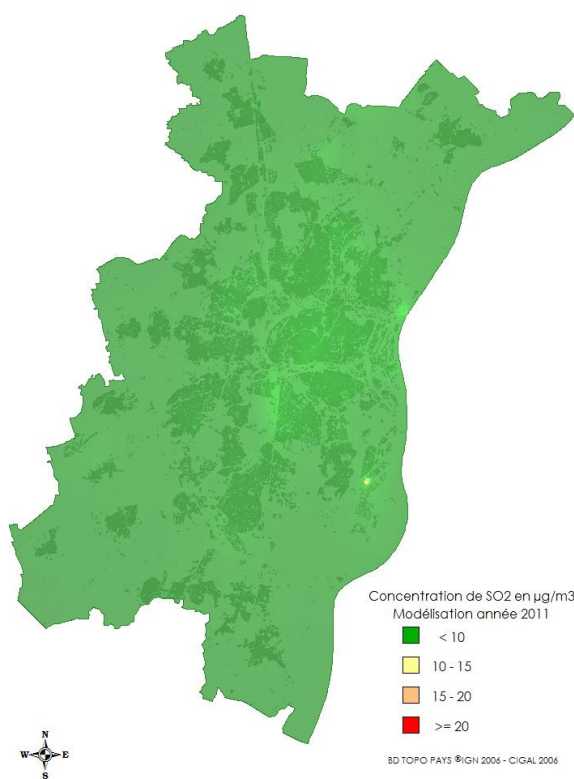 Concentration de SO2 en µg/m3
Modélisation année 2011
< 10
10 - 15
15 - 20
>= 20
N
W E
S
BD TOPO PAYS ®IGN 2006 - CIGAL 2006